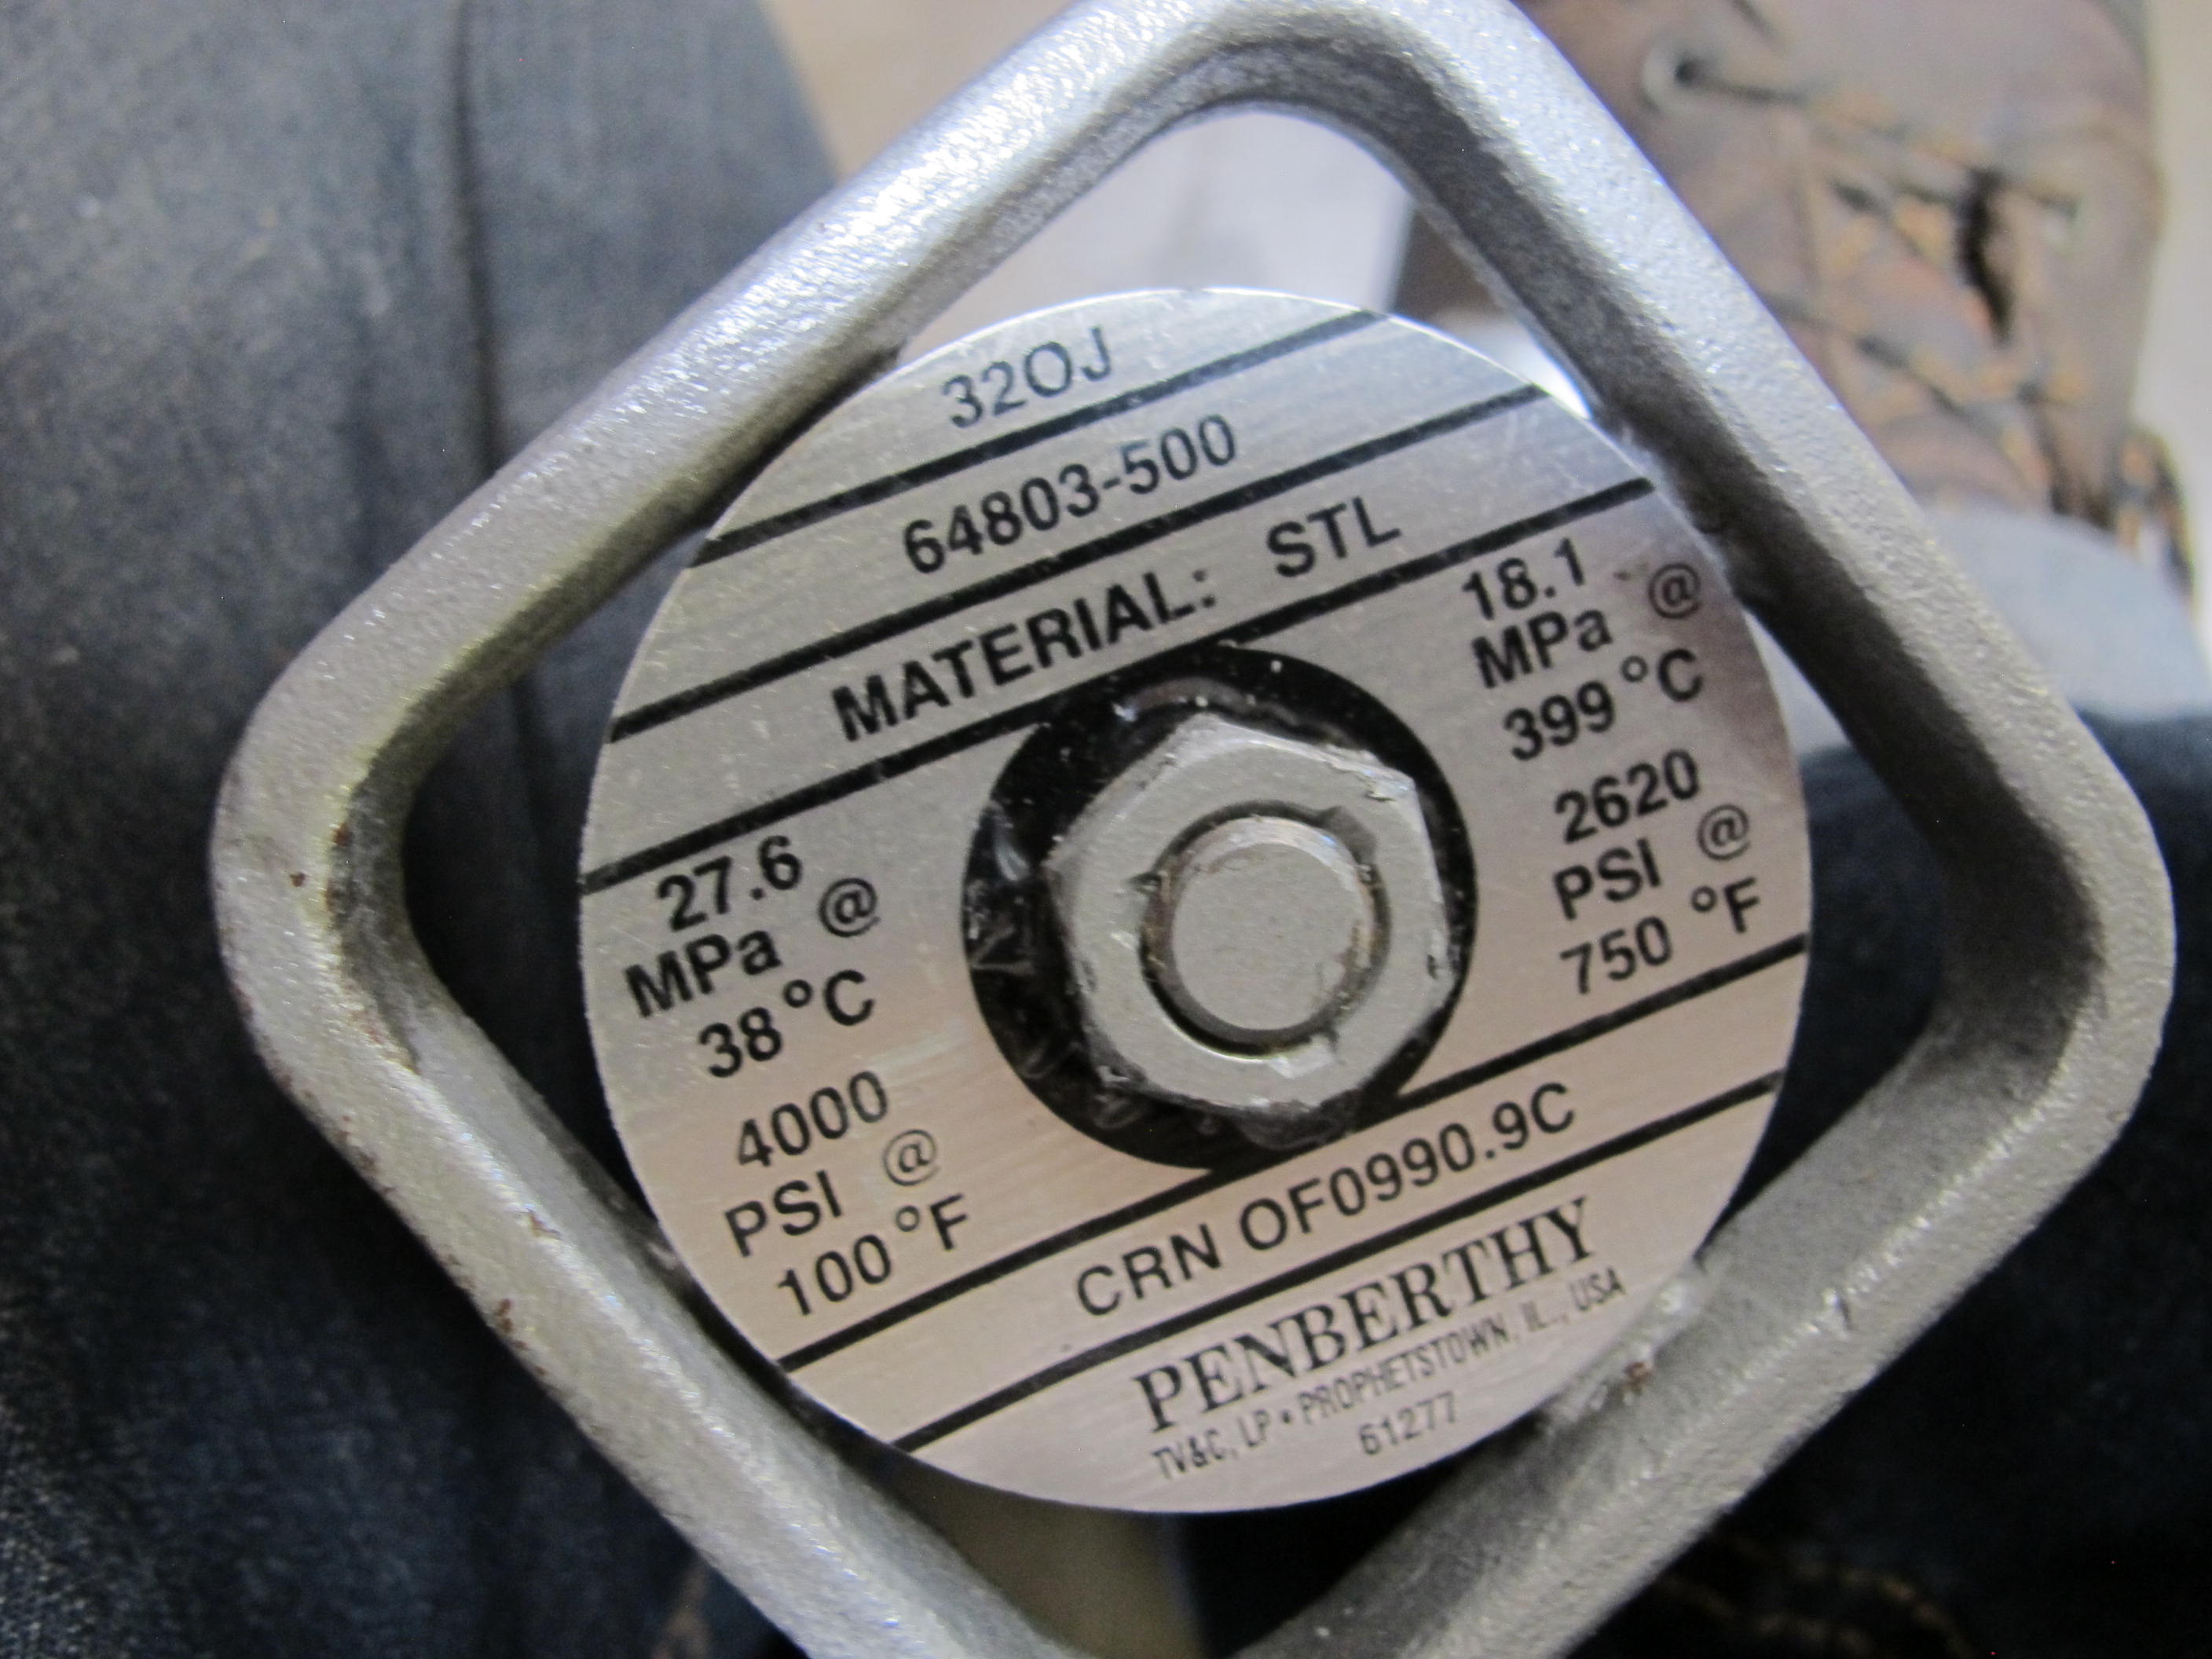 32OJ
64803-500
MATERIAL: STL
27.6
MPa @
38°C
4000
PSI @
100°F
18.1
MPa @
399°C
2620
PSI @
750°F
CRN OF0990.9C
PENBERTHY
TV&C, LP • PROPHETSTOWN, IL., USA
61277